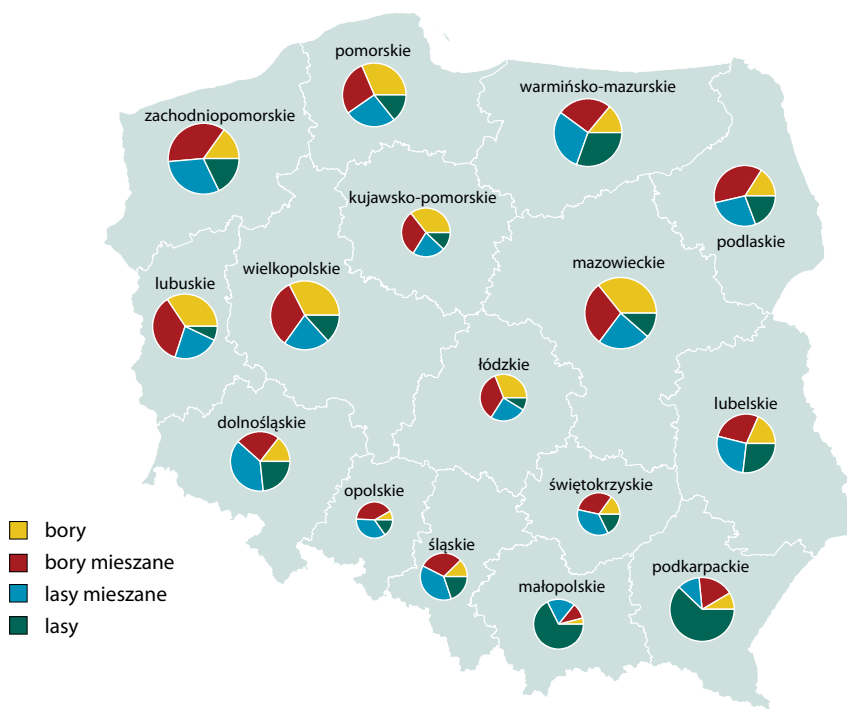 pomorskie
warmińsko-mazurskie
zachodniopomorskie
kujawsko-pomorskie
podlaskie
mazowieckie
wielkopolskie
lubuskie
łódzkie
lubelskie
dolnośląskie
opolskie
świętokrzyskie
śląskie
podkarpackie
małopolskie
bory
bory mieszane
lasy mieszane
lasy